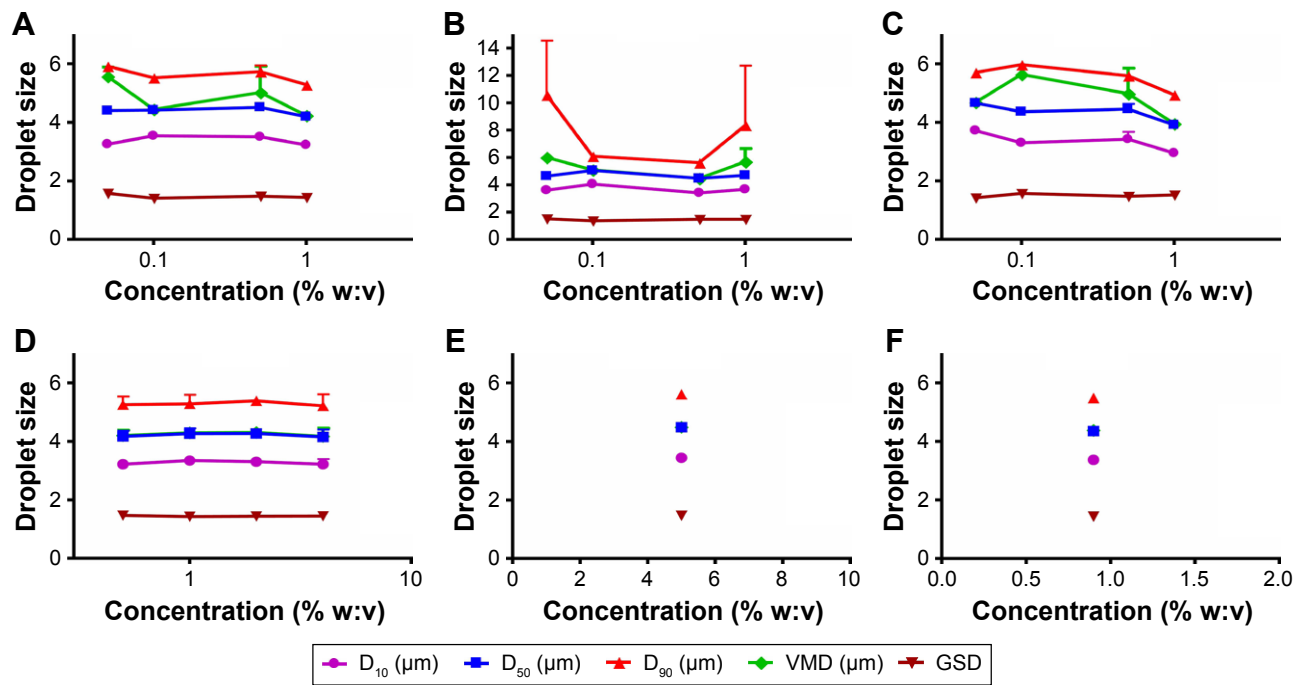 A
Droplet size
6
4
2
0
0.1 1
Concentration (% w:v)
B
Droplet size
14
12
10
8
6
4
2
0
0.1 1
Concentration (% w:v)
C
Droplet size
6
4
2
0
0.1 1
Concentration (% w:v)
D
Droplet size
6
4
2
0
1 10
Concentration (% w:v)
E
Droplet size
6
4
2
0
0 2 4 6 8 10
Concentration (% w:v)
F
Droplet size
6
4
2
0
0.0 0.5 1.0 1.5 2.0
Concentration (% w:v)
D₁₀ (µm) D₅₀ (µm) D₉₀ (µm) VMD (µm) GSD